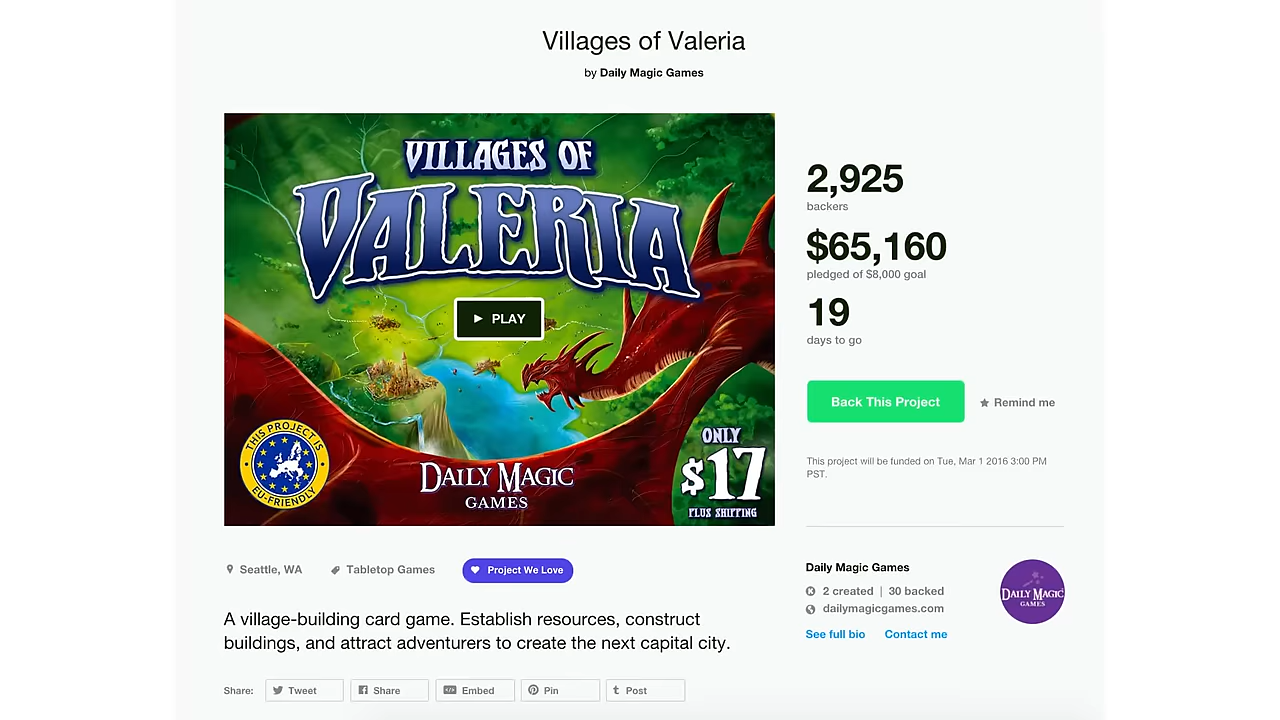 Villages of Valeria
by Daily Magic Games
VILLAGES OF
VALERIA
PLAY
THIS PROJECT IS
EU-FRIENDLY
DAILY MAGIC
GAMES
ONLY
$17
PLUS SHIPPING
2,925
backers
$65,160
pledged of $8,000 goal
19
days to go
Back This Project
Remind me
This project will be funded on Tue, Mar 1 2016 3:00 PM
PST.
Seattle, WA
Tabletop Games
Project We Love
A village-building card game. Establish resources, construct
buildings, and attract adventurers to create the next capital city.
Share:
Tweet
Share
Embed
Pin
Post
Daily Magic Games
2 created | 30 backed
dailymagicgames.com
See full bio
Contact me
DAILY MAGIC
GAMES